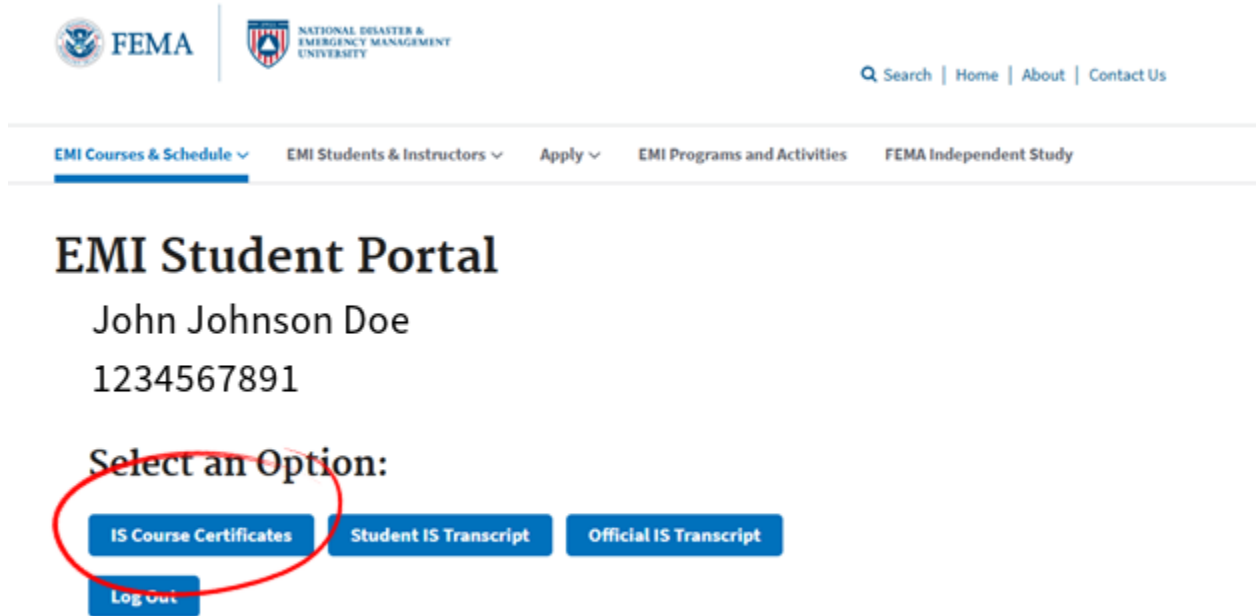 FEMA
NATIONAL DISASTER &
EMERGENCY MANAGEMENT
UNIVERSITY
Search | Home | About | Contact Us
EMI Courses & Schedule EMI Students & Instructors Apply EMI Programs and Activities FEMA Independent Study
EMI Student Portal
John Johnson Doe
1234567891
Select an Option:
IS Course Certificates Student IS Transcript Official IS Transcript
Log Out